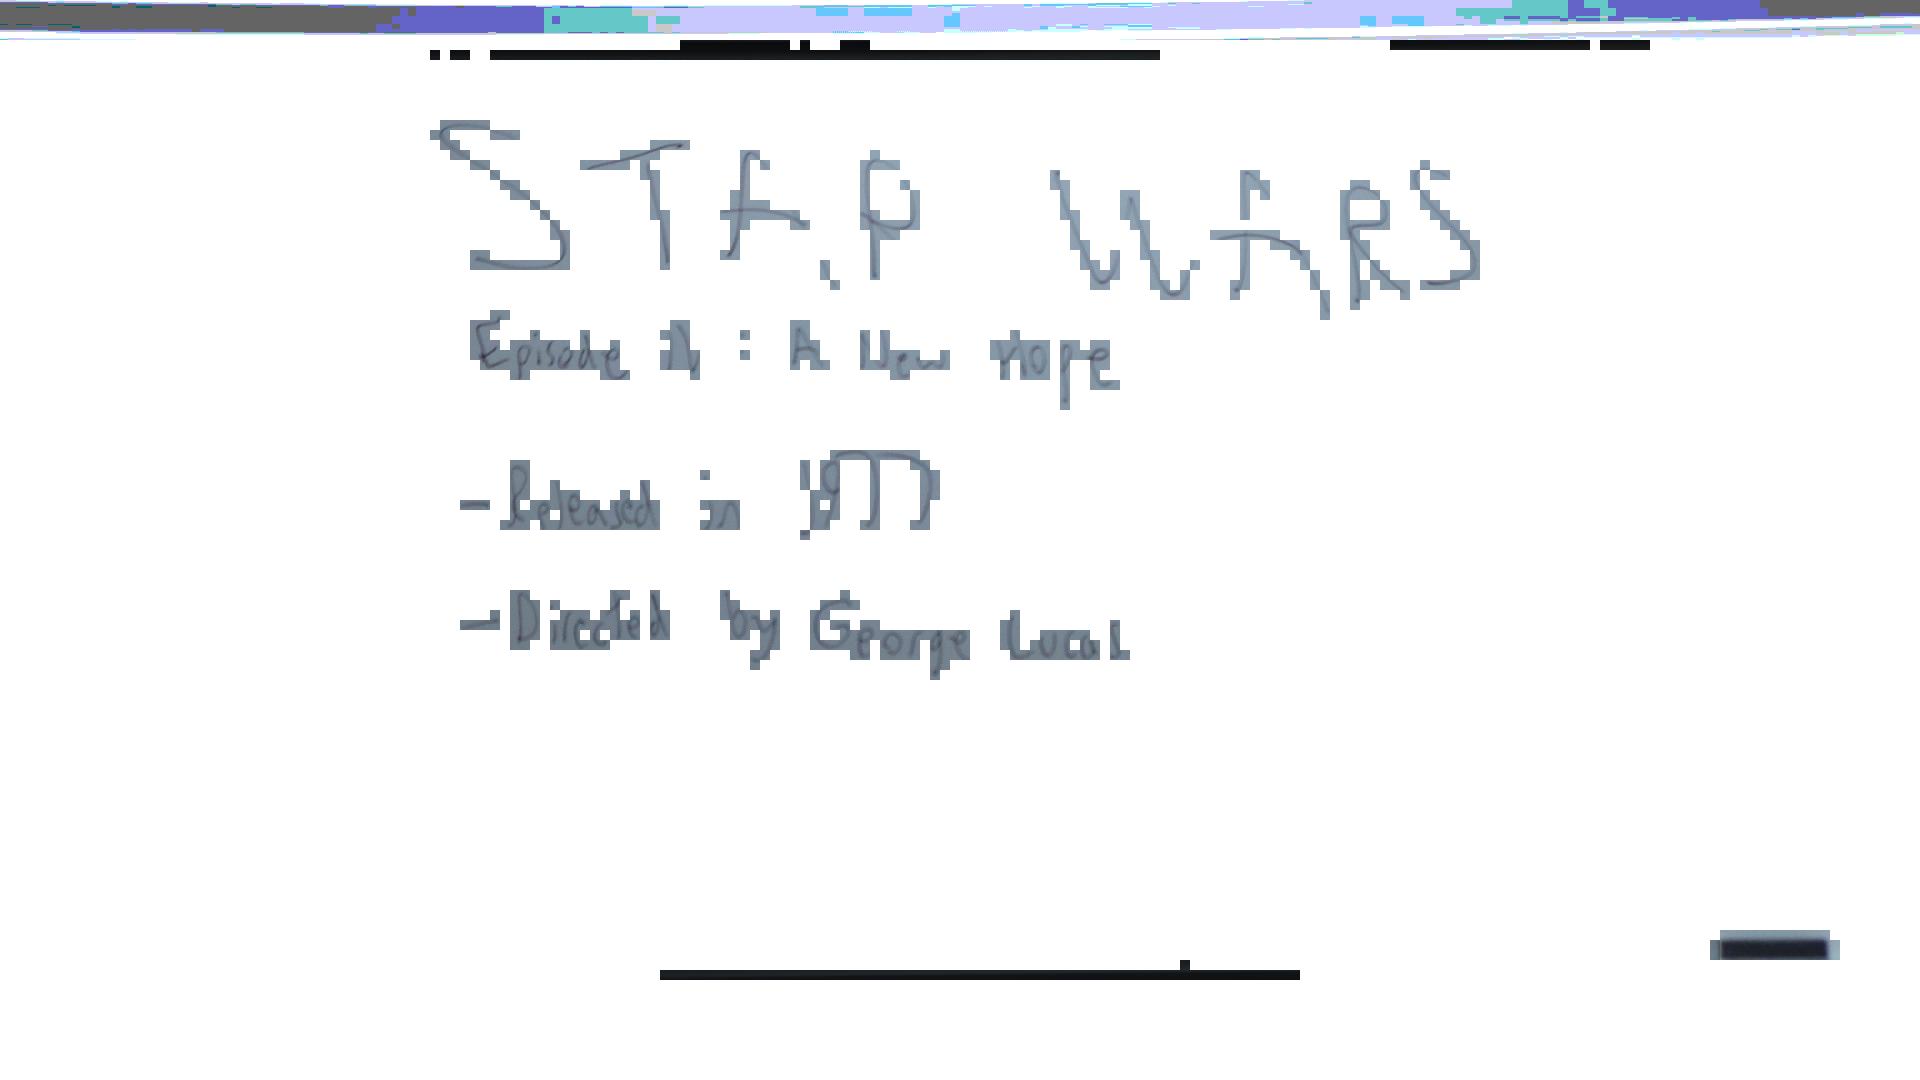 STAR WARS
Episode IV : A New Hope
- Released in 1977
- Directed by George Lucas